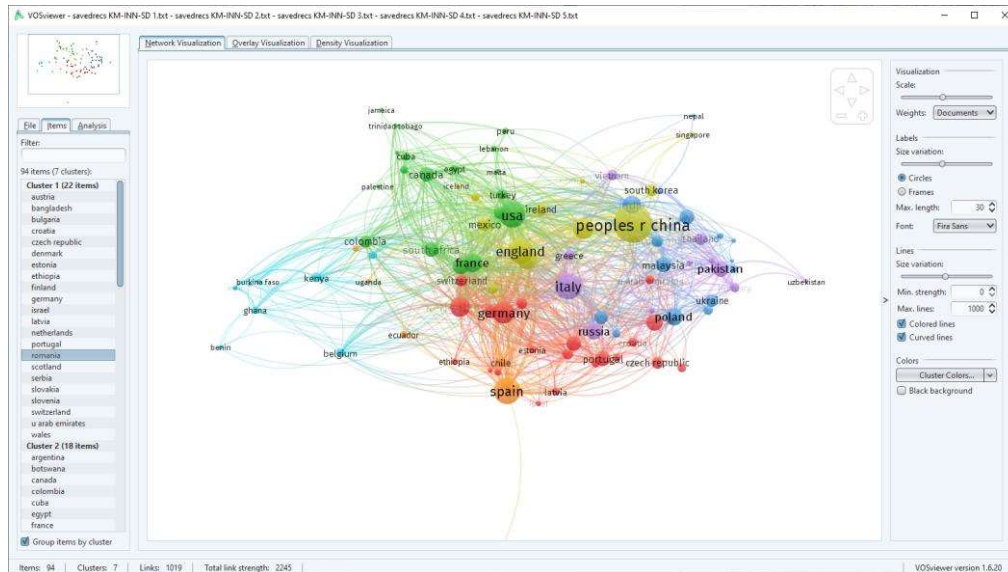 VOSviewer - savedrecs KM-INN-SD 1.txt - savedrecs KM-INN-SD 2.txt - savedrecs KM-INN-SD 3.txt - savedrecs KM-INN-SD 4.txt - savedrecs KM-INN-SD 5.txt
File Items Analysis
Filter:
94 items (7 clusters):
Cluster 1 (22 items)
austria
bangladesh
bulgaria
croatia
czech republic
denmark
estonia
ethiopia
finland
germany
israel
latvia
netherlands
portugal
romania
scotland
serbia
slovakia
slovenia
switzerland
u arab emirates
wales
Cluster 2 (18 items)
argentina
botswana
canada
colombia
cuba
egypt
france
Group items by cluster
Network Visualization Overlay Visualization Density Visualization
jamaica
trinidad tobago
nepal
peru
singapore
lebanon
cuba
egypt
malta
canada
vietnam
palestine
iceland
south korea
turkey
ireland
usa
mexico
peoples r china
colombia
south africa
england
greece
thailand
france
malaysia
pakistan
switzerland
burkina faso
kenya
uganda
italy
uzbekistan
ukraine
ghana
germany
poland
russia
ecuador
croatia
benin
belgium
estonia
ethiopia
chile
portugal
czech republic
spain
latvia
Visualization
Scale:
Weights: Documents
Labels
Size variation:
Circles
Frames
Max. length: 30
Font: Fira Sans
Lines
Size variation:
Min. strength: 0
Max. lines: 1000
Colored lines
Curved lines
Colors
Cluster Colors...
Black background
Items: 94 | Clusters: 7 | Links: 1019 | Total link strength: 2245 |
VOSviewer version 1.6.20